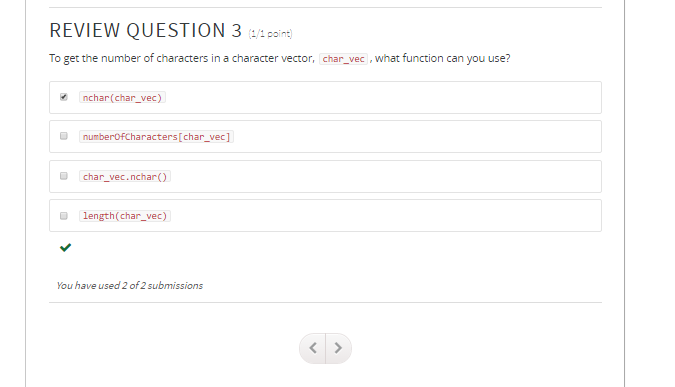 REVIEW QUESTION 3 (1/1 point)
To get the number of characters in a character vector, char_vec , what function can you use?
nchar(char_vec)
numberOfCharacters[char_vec]
char_vec.nchar()
length(char_vec)
You have used 2 of 2 submissions